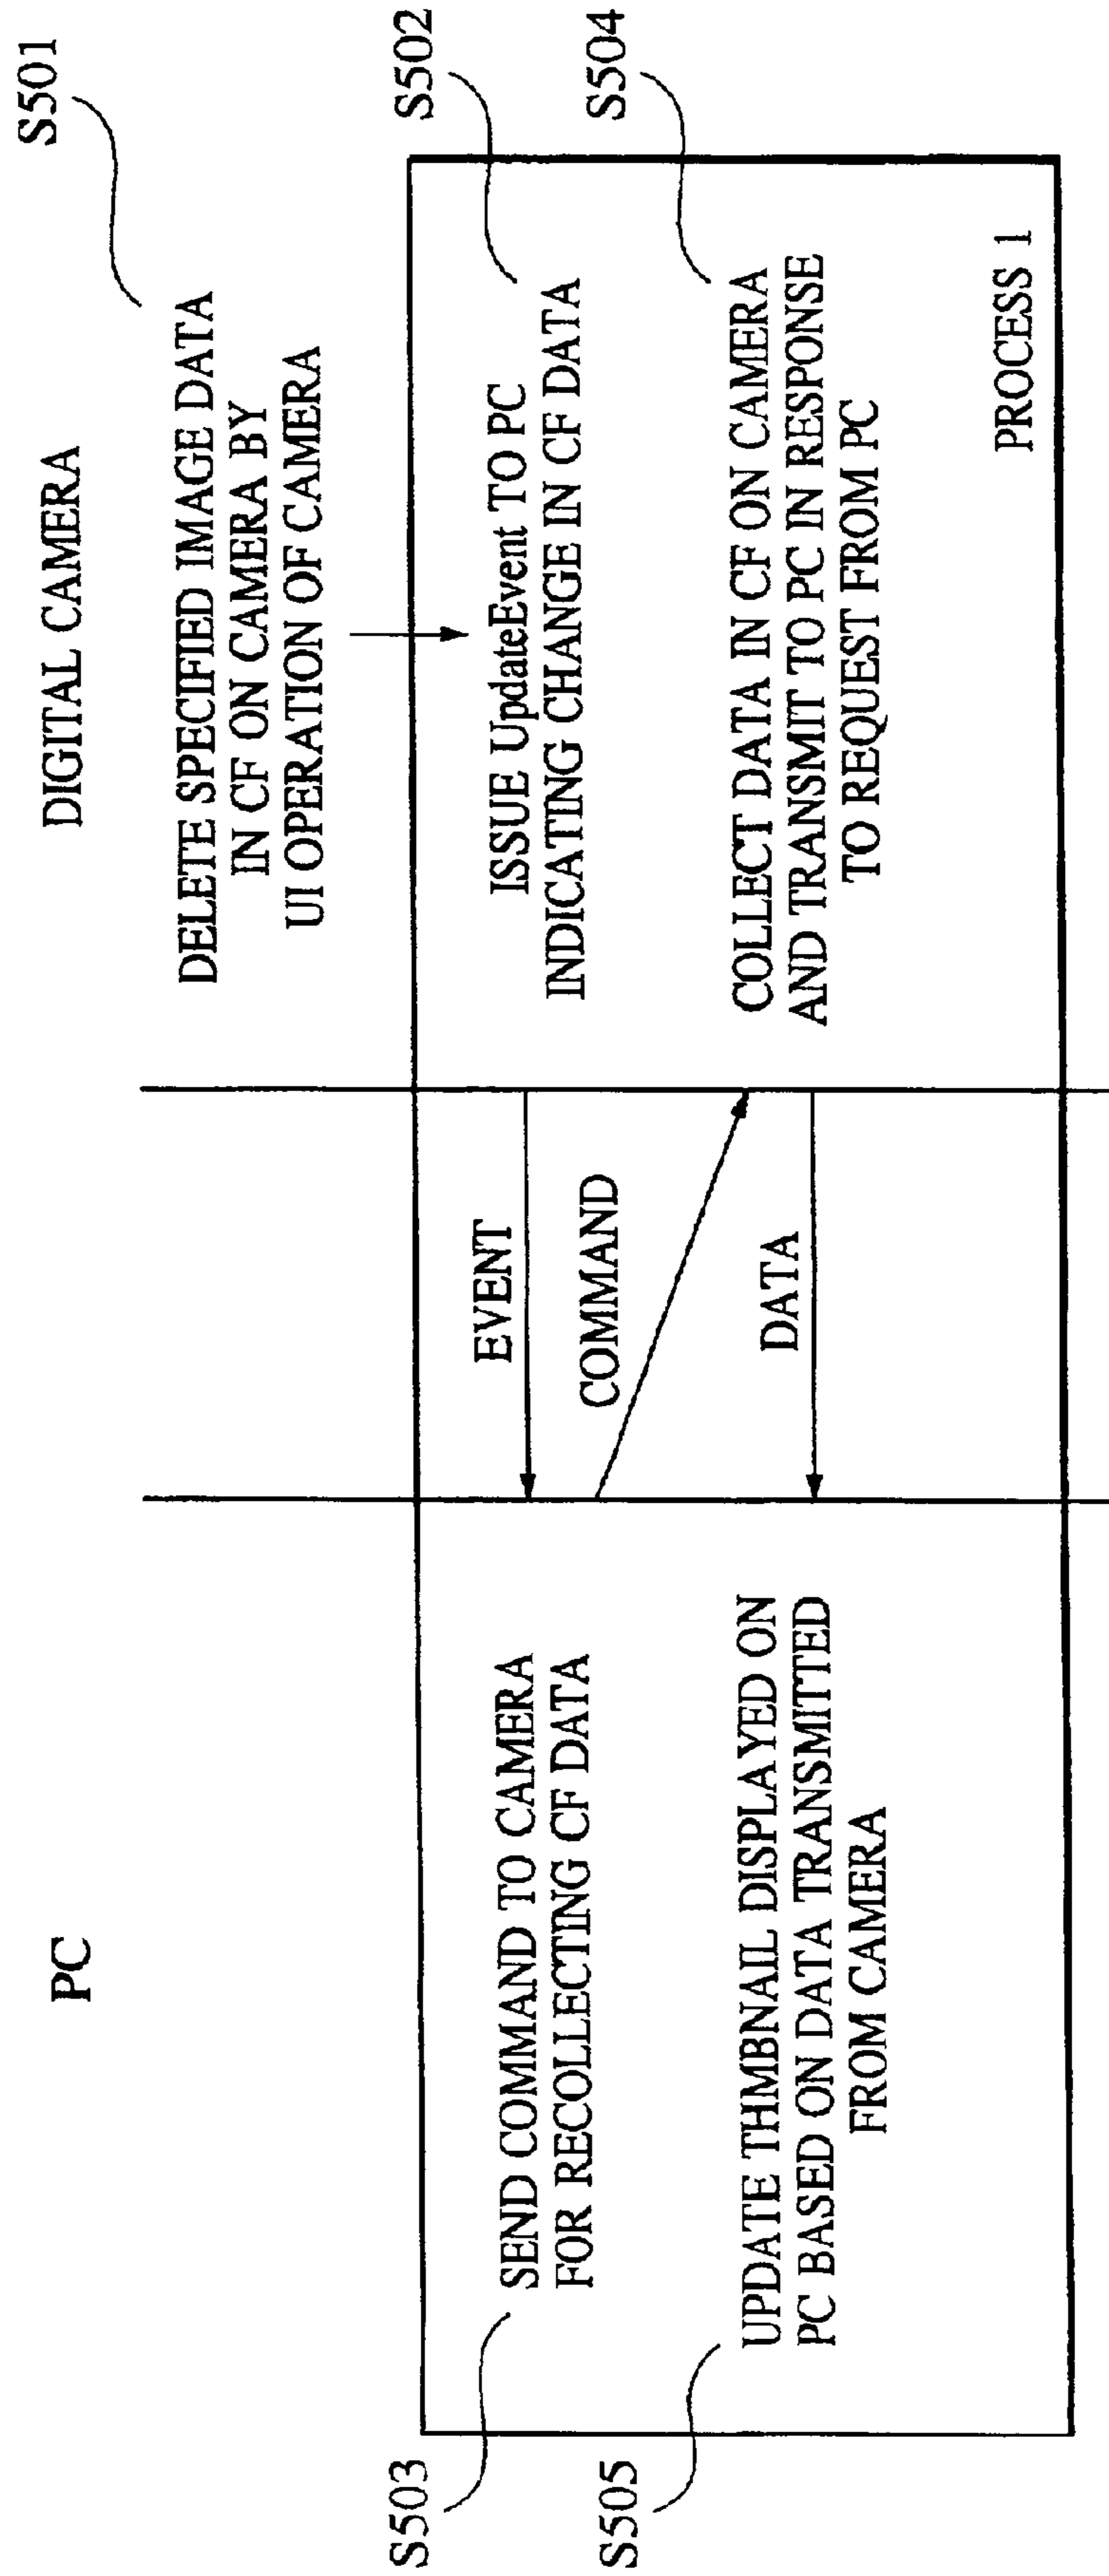 PC
DIGITAL CAMERA
S501
DELETE SPECIFIED IMAGE DATA
IN CF ON CAMERA BY
UI OPERATION OF CAMERA
S502
ISSUE UpdateEvent TO PC
INDICATING CHANGE IN CF DATA
EVENT
S503
SEND COMMAND TO CAMERA
FOR RECOLLECTING CF DATA
COMMAND
S504
COLLECT DATA IN CF ON CAMERA
AND TRANSMIT TO PC IN RESPONSE
TO REQUEST FROM PC
DATA
S505
UPDATE THMBNAIL DISPLAYED ON
PC BASED ON DATA TRANSMITTED
FROM CAMERA
PROCESS 1